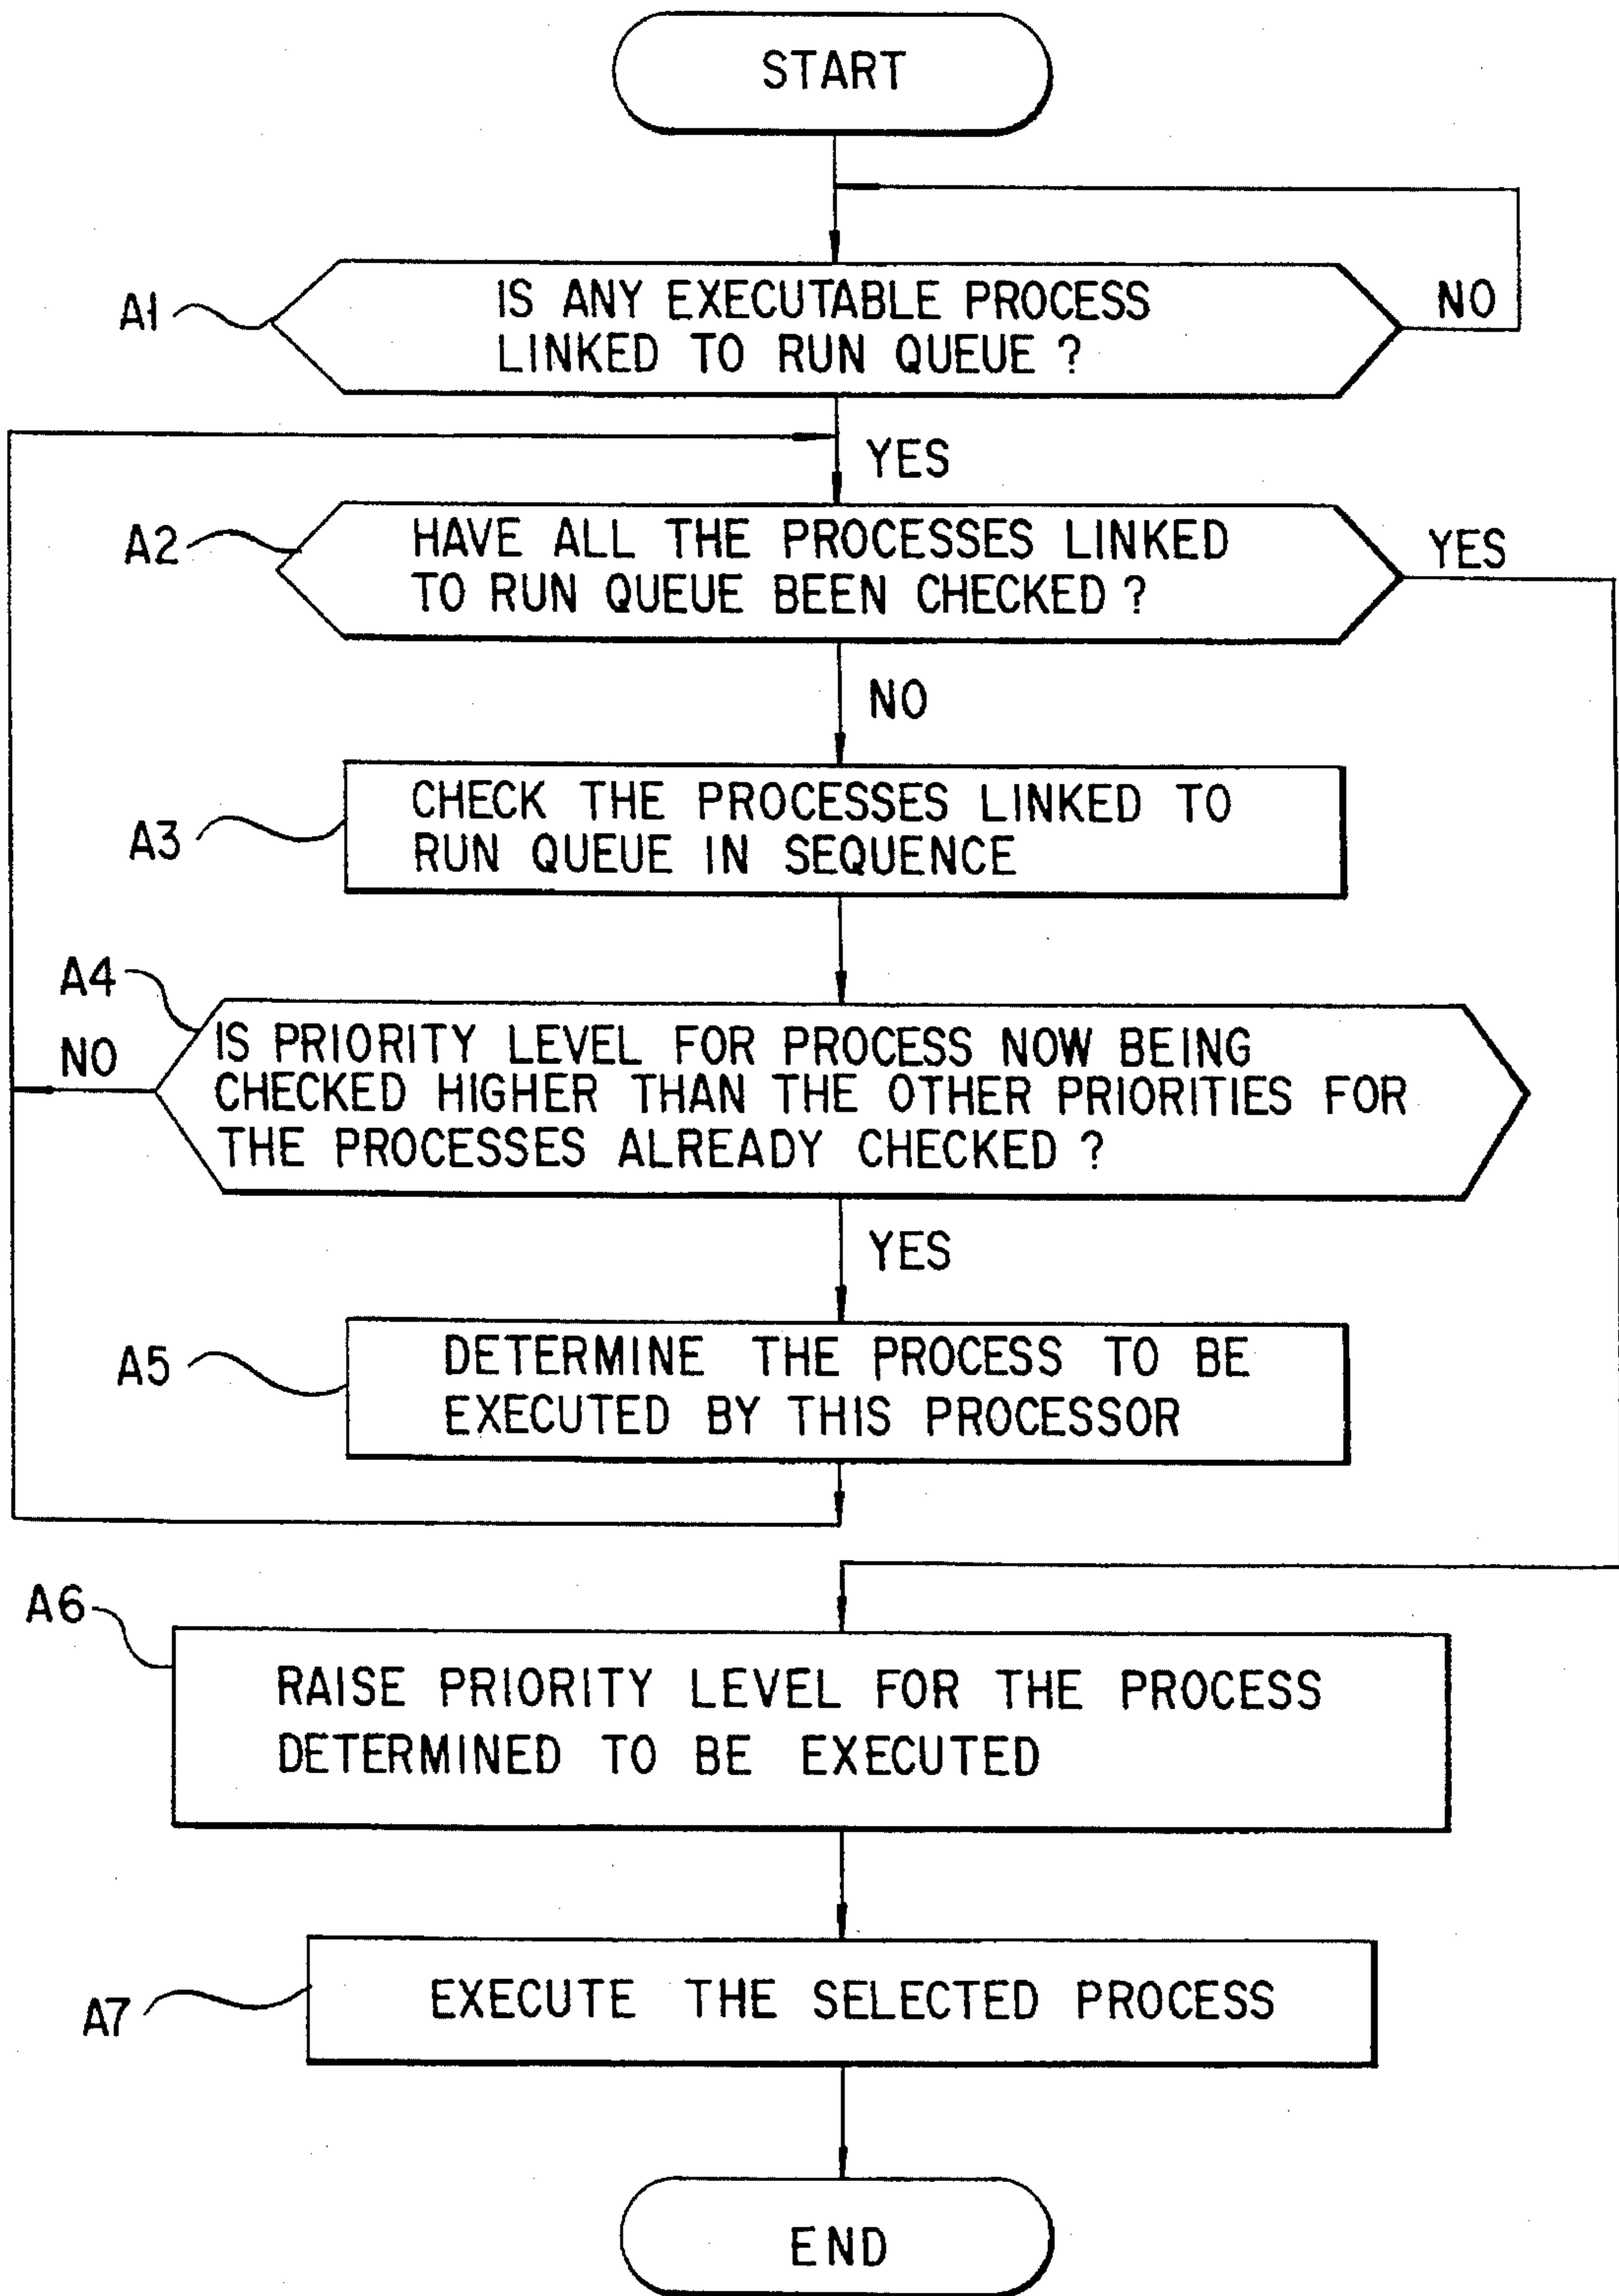 START
A1
IS ANY EXECUTABLE PROCESS
LINKED TO RUN QUEUE ?
NO
YES
A2
HAVE ALL THE PROCESSES LINKED
TO RUN QUEUE BEEN CHECKED ?
YES
NO
A3
CHECK THE PROCESSES LINKED TO
RUN QUEUE IN SEQUENCE
A4
NO
IS PRIORITY LEVEL FOR PROCESS NOW BEING
CHECKED HIGHER THAN THE OTHER PRIORITIES FOR
THE PROCESSES ALREADY CHECKED ?
YES
A5
DETERMINE THE PROCESS TO BE
EXECUTED BY THIS PROCESSOR
A6
RAISE PRIORITY LEVEL FOR THE PROCESS
DETERMINED TO BE EXECUTED
A7
EXECUTE THE SELECTED PROCESS
END